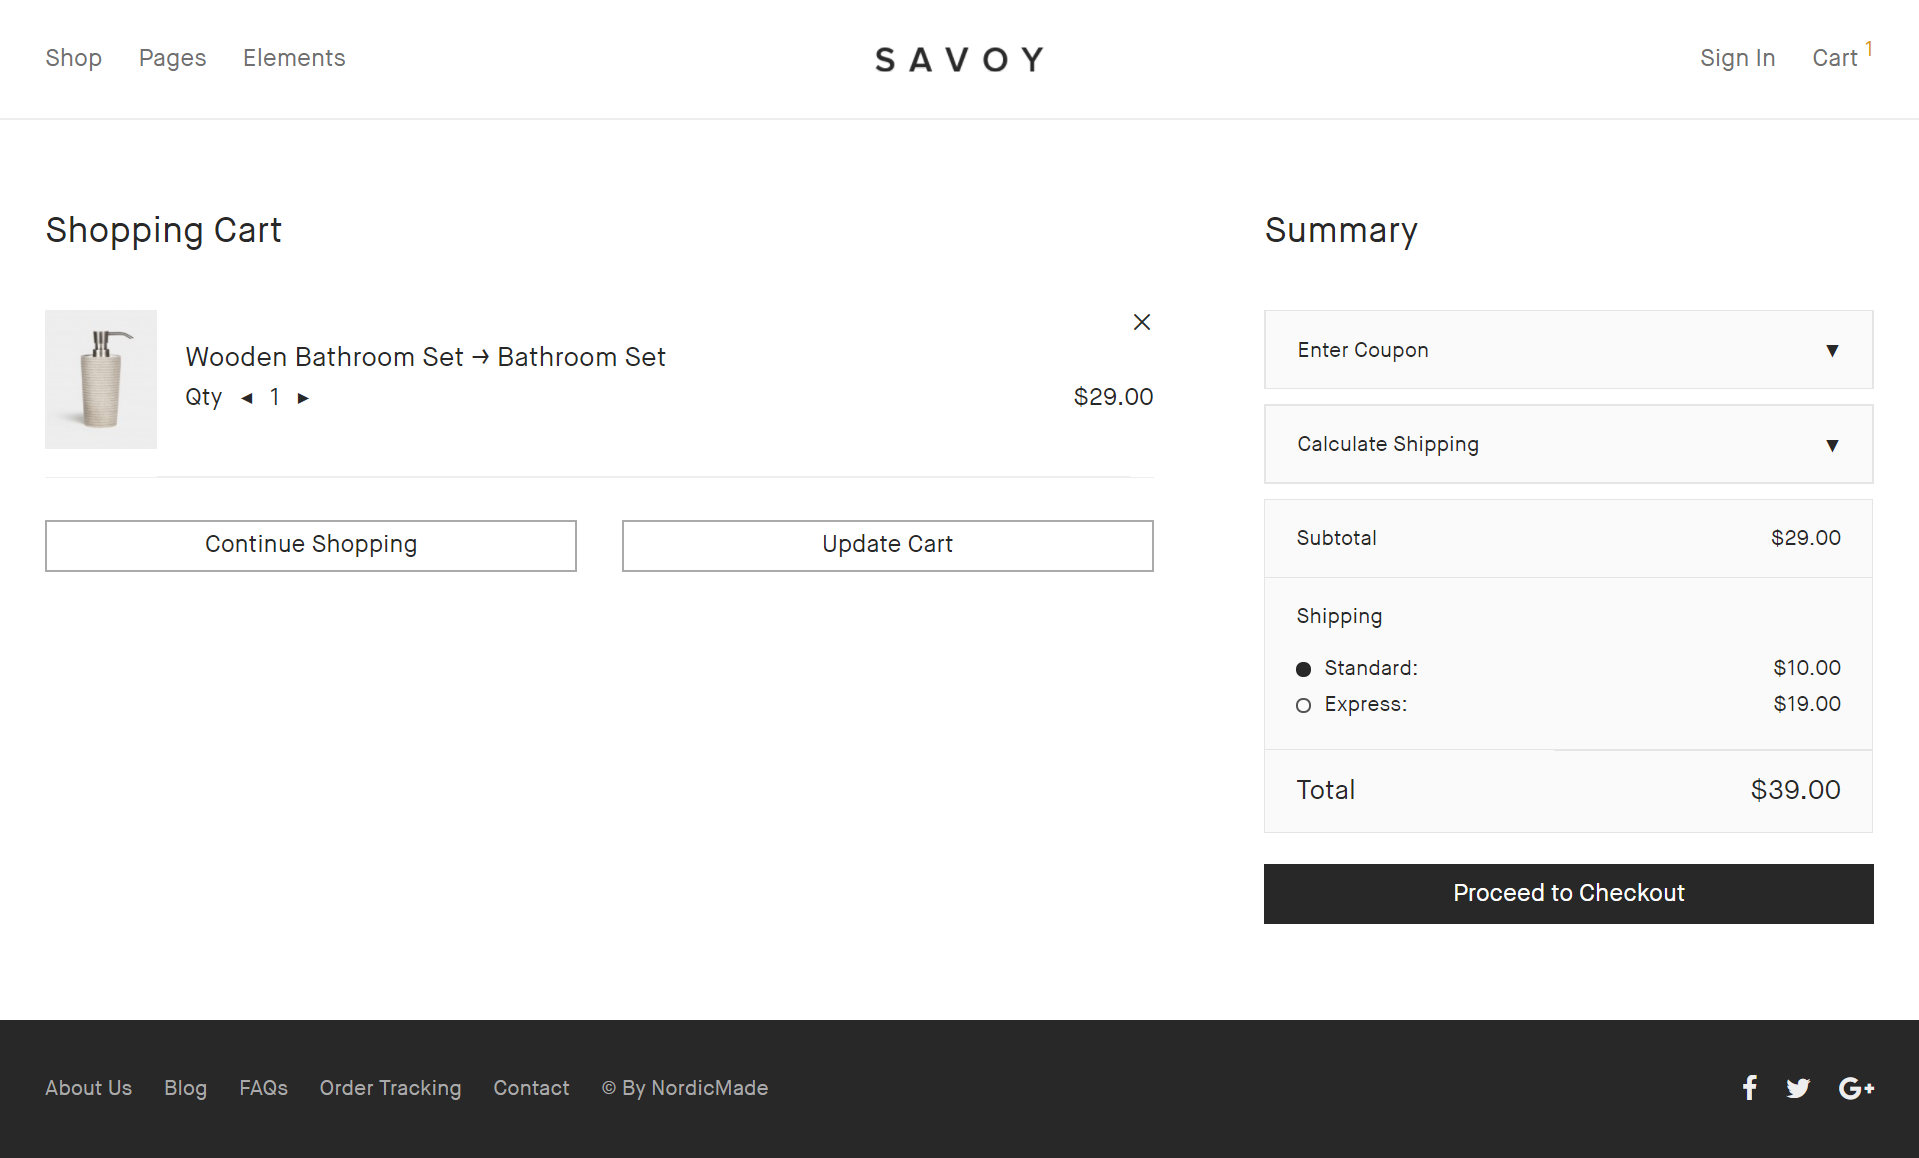 Shop Pages Elements SAVOY Sign In Cart 1
Shopping Cart
Wooden Bathroom Set → Bathroom Set
Qty ◄ 1 ► $29.00
Continue Shopping Update Cart
Summary
Enter Coupon ▼
Calculate Shipping ▼
Subtotal $29.00
Shipping
Standard: $10.00
Express: $19.00
Total $39.00
Proceed to Checkout
About Us Blog FAQs Order Tracking Contact © By NordicMade